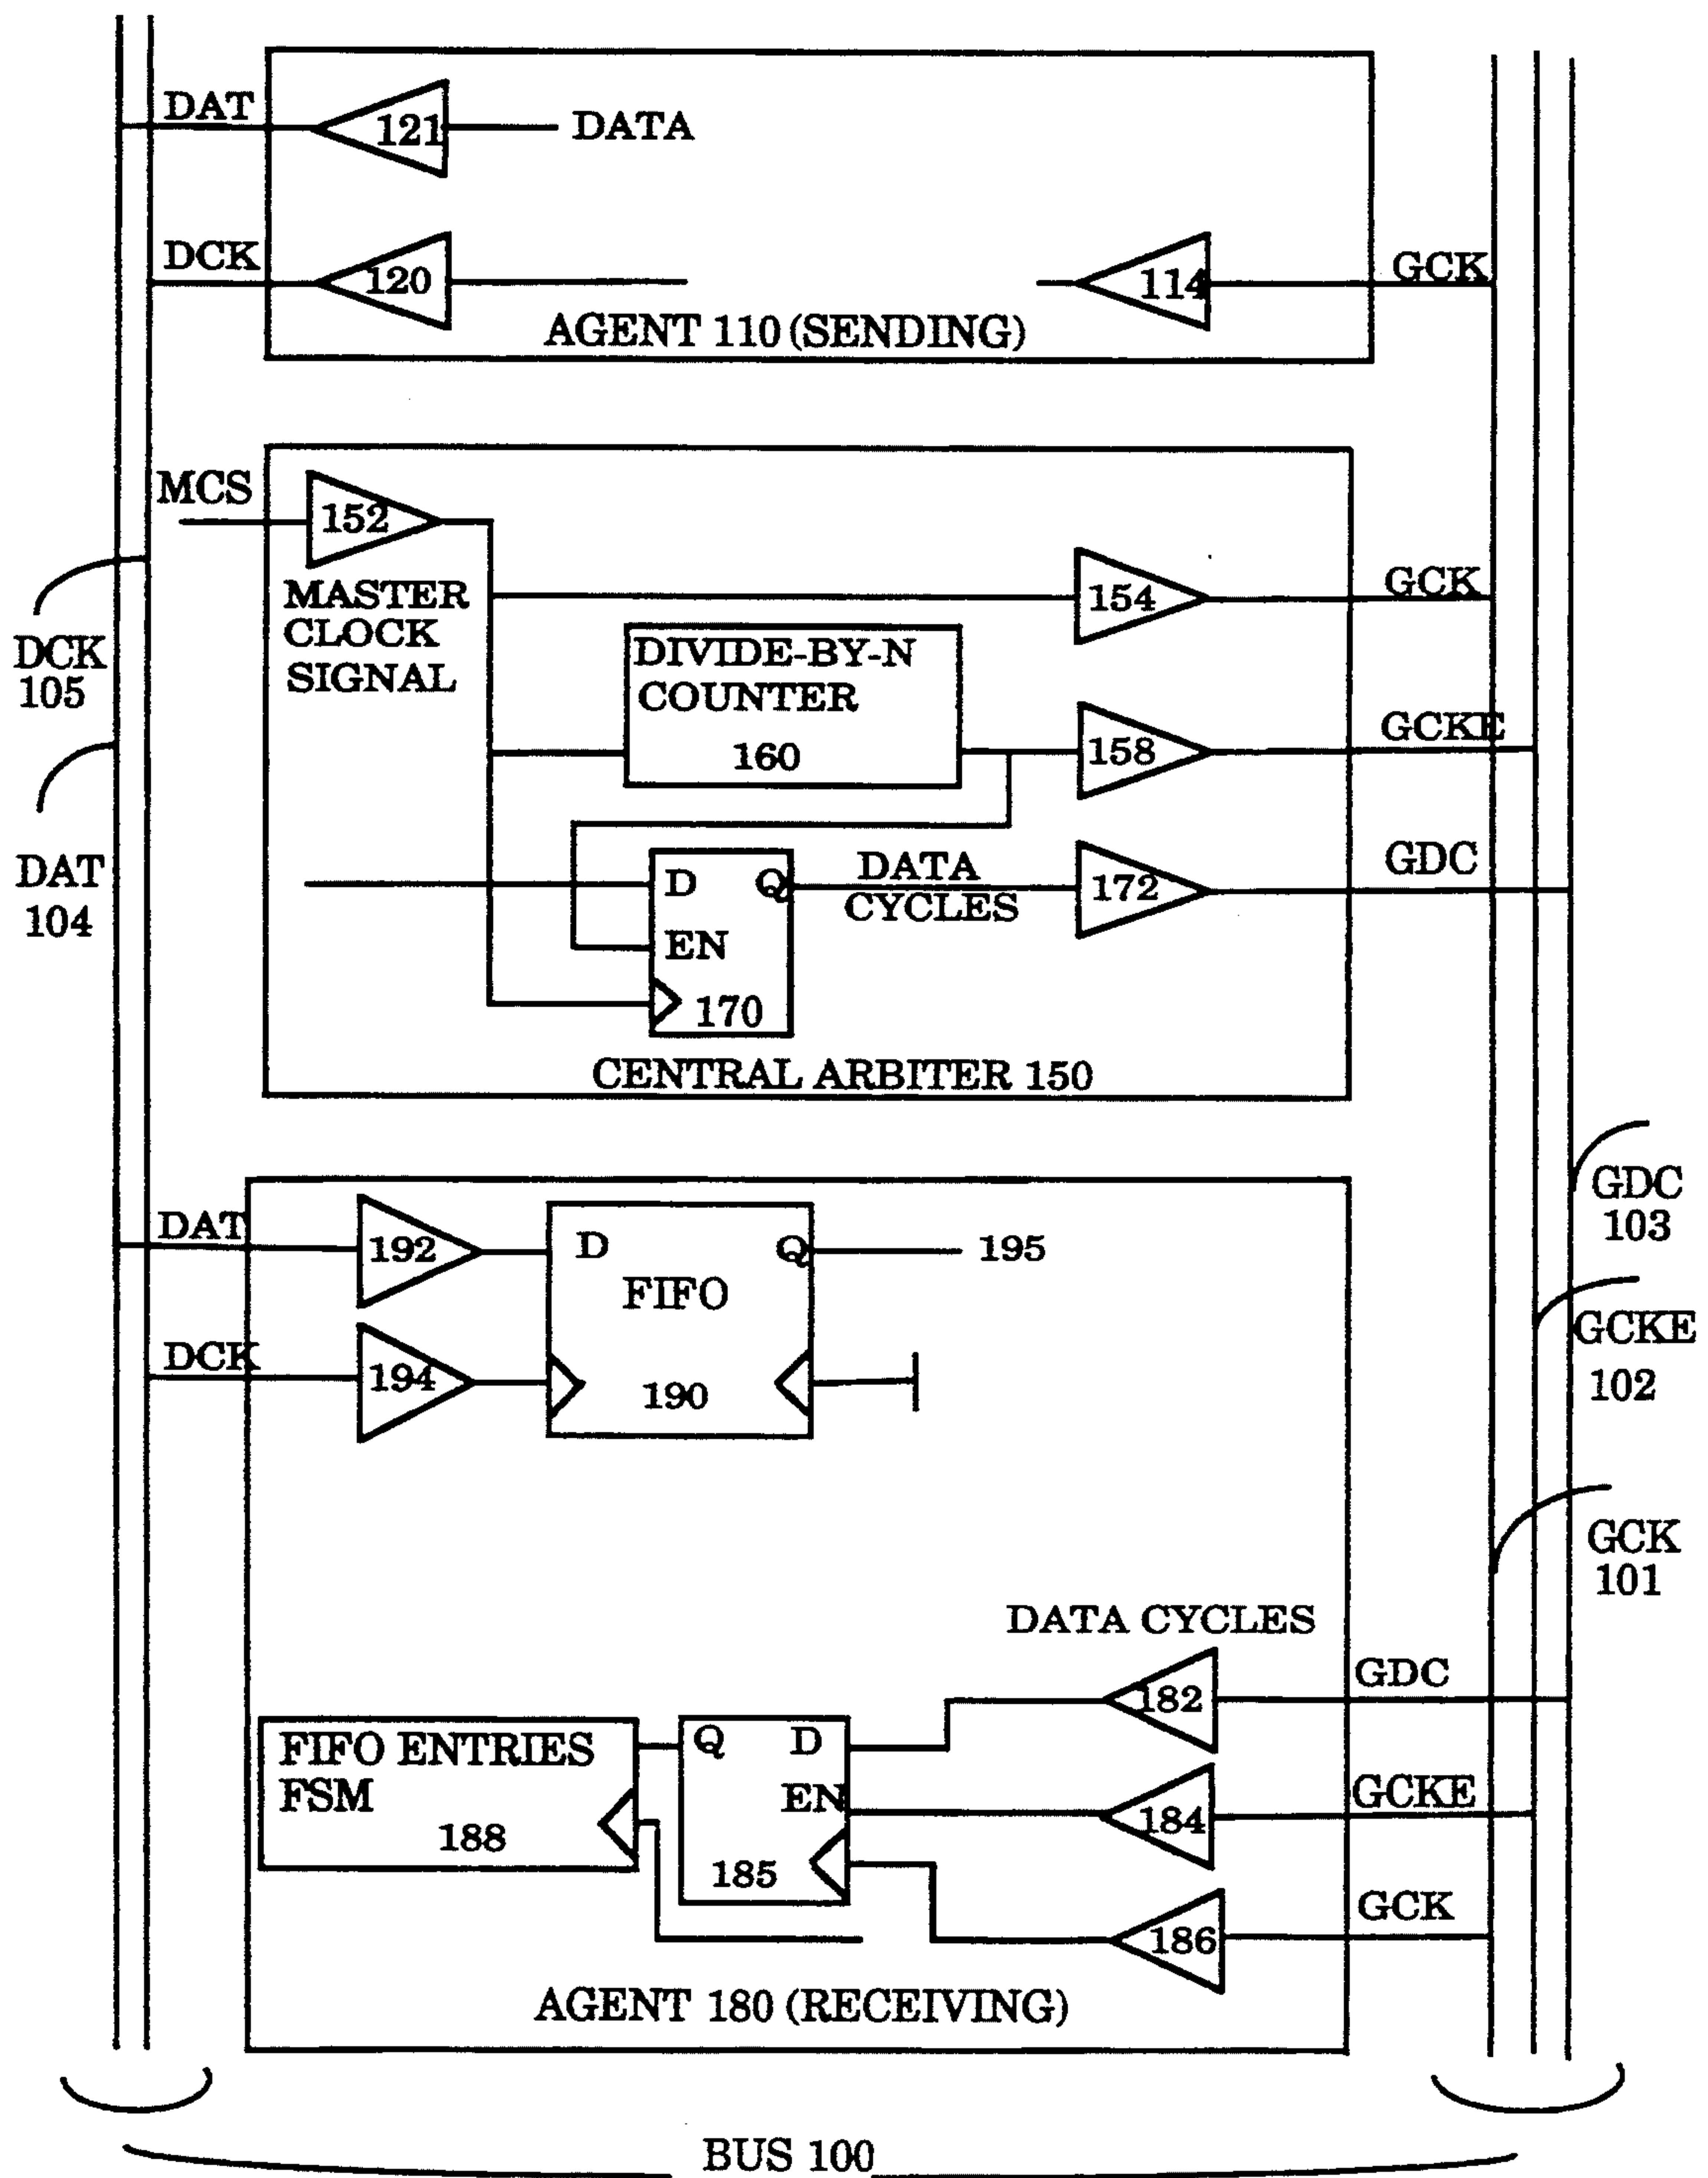 DAT
121
DATA
DCK
120
114
GCK
AGENT 110 (SENDING)
MCS
152
MASTER
CLOCK
SIGNAL
154
GCK
DIVIDE-BY-N
COUNTER
160
158
GCKE
DCK
105
DAT
104
D
Q
EN
170
DATA
CYCLES
172
GDC
CENTRAL ARBITER 150
GDC
103
GCKE
102
GCK
101
DAT
192
D
Q
FIFO
190
195
DCK
194
DATA CYCLES
182
GDC
FIFO ENTRIES
FSM
188
Q
D
EN
185
184
GCKE
186
GCK
AGENT 180 (RECEIVING)
BUS 100